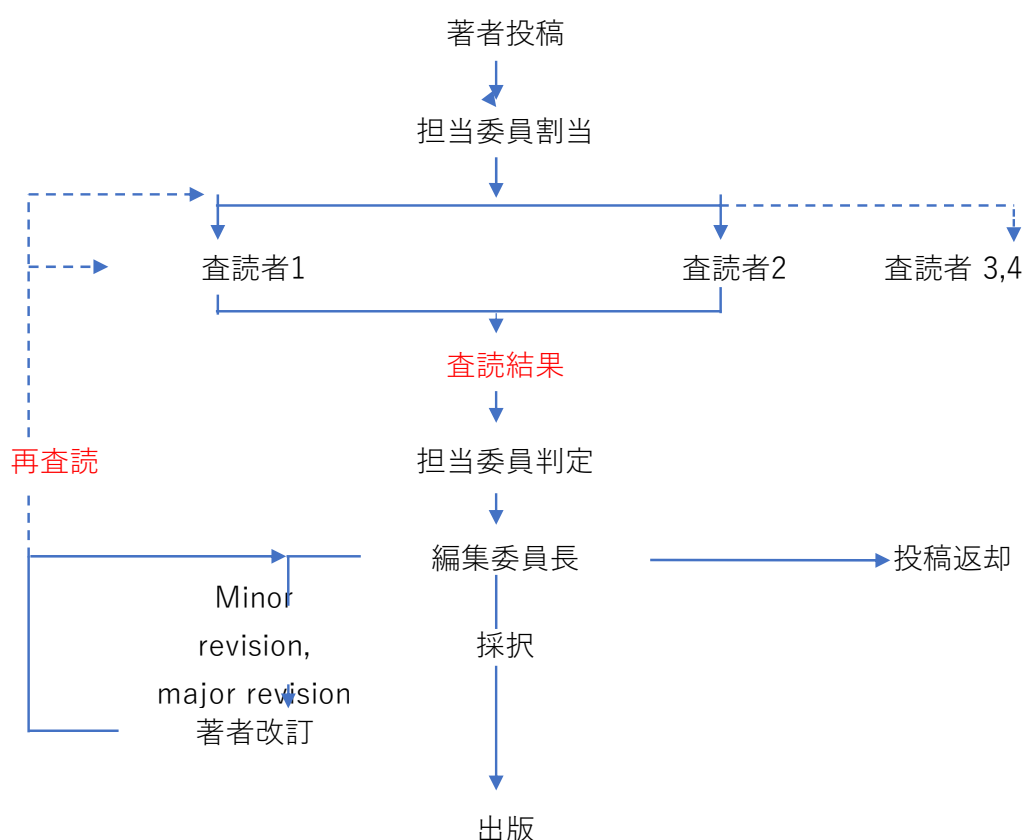 著者投稿
担当委員割当
査読者1
査読者2
査読者 3,4
査読結果
再査読
担当委員判定
編集委員長
投稿返却
Minor
revision,
major revision
採択
著者改訂
出版